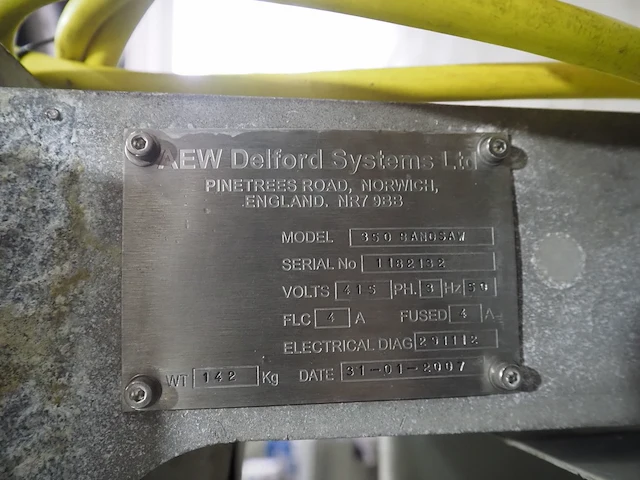 AEW Delford Systems Ltd
PINETREES ROAD, NORWICH,
ENGLAND. NR7 9BB
MODEL 350 BANDSAW
SERIAL No 1182132
VOLTS 415 PH. 3 Hz 50
FLC 4 A FUSED 4 A
ELECTRICAL DIAG 291112
WT 142 Kg DATE 31-01-2007